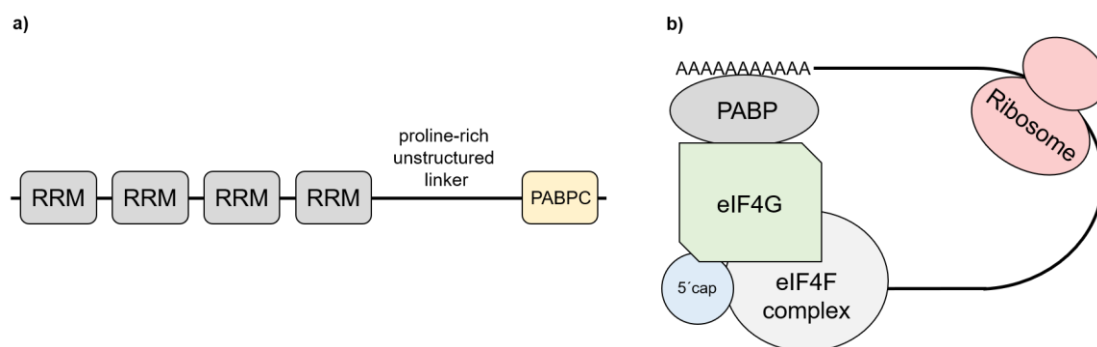 a)
proline-rich
unstructured
linker
RRM RRM RRM RRM PABPC
b)
AAAAAAAAAAA
PABP
Ribosome
eIF4G
5´cap
eIF4F
complex